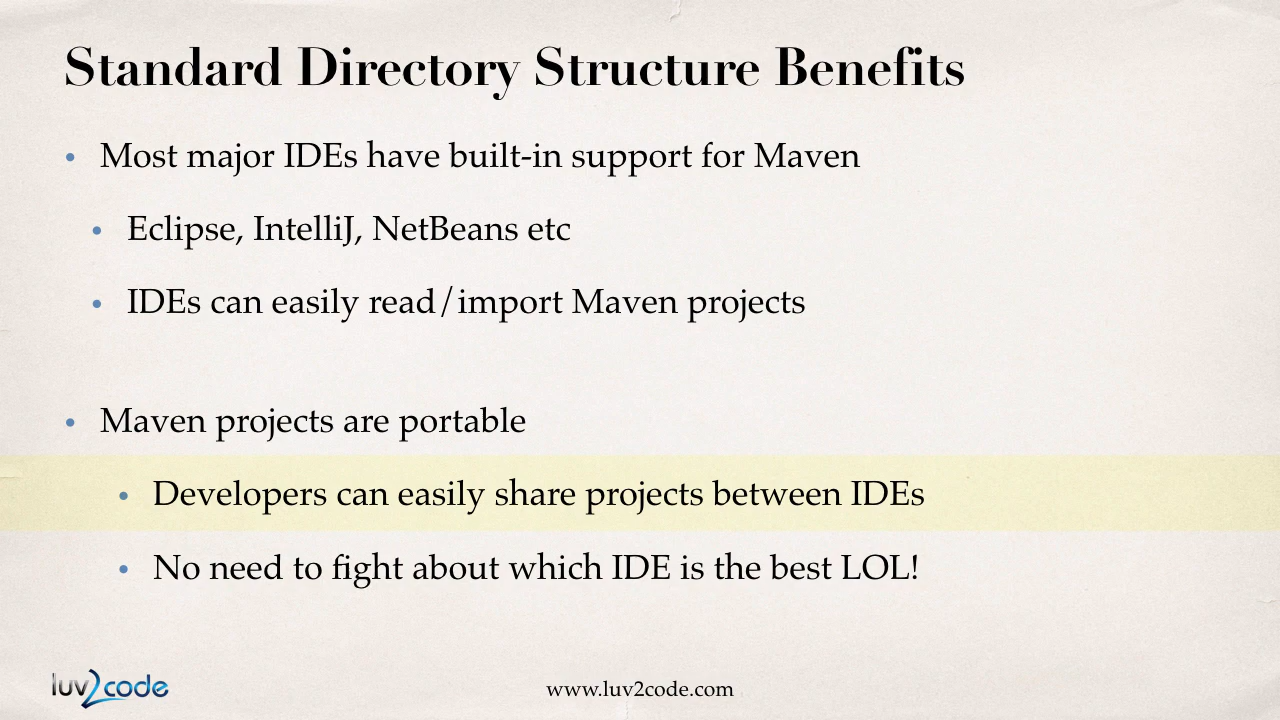 Standard Directory Structure Benefits
• Most major IDEs have built-in support for Maven
• Eclipse, IntelliJ, NetBeans etc
• IDEs can easily read/import Maven projects
• Maven projects are portable
• Developers can easily share projects between IDEs
• No need to fight about which IDE is the best LOL!
luv2code
www.luv2code.com